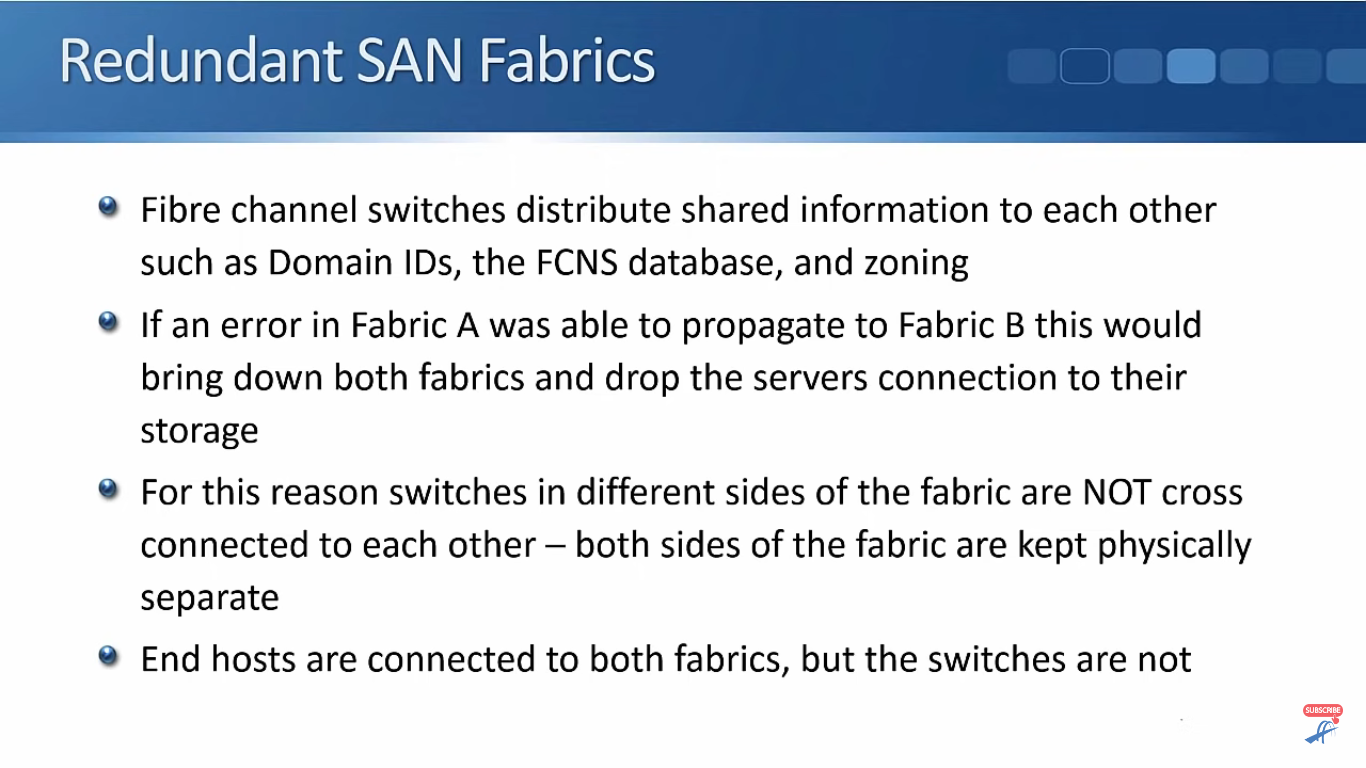 Redundant SAN Fabrics
Fibre channel switches distribute shared information to each other
such as Domain IDs, the FCNS database, and zoning
If an error in Fabric A was able to propagate to Fabric B this would
bring down both fabrics and drop the servers connection to their
storage
For this reason switches in different sides of the fabric are NOT cross
connected to each other – both sides of the fabric are kept physically
separate
End hosts are connected to both fabrics, but the switches are not
SUBSCRIBE